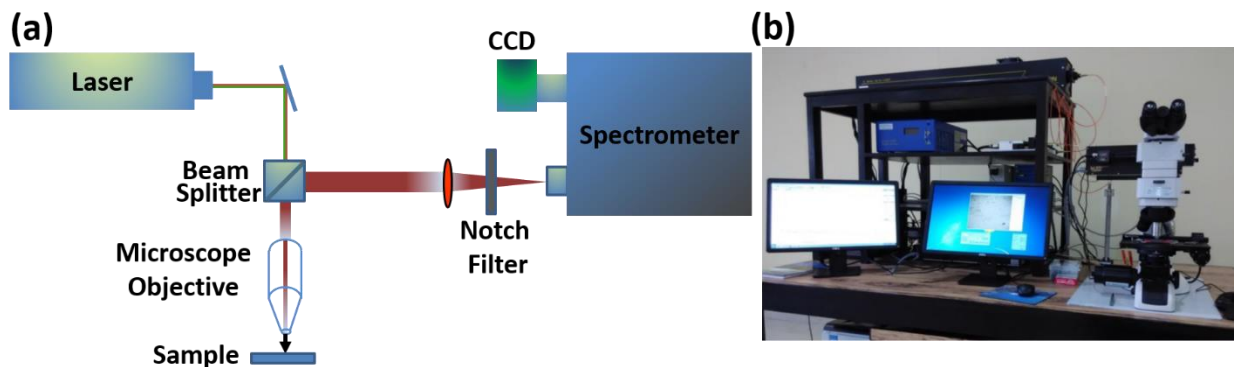 (a)
Laser
CCD
Spectrometer
Beam
Splitter
Notch
Filter
Microscope
Objective
Sample
(b)